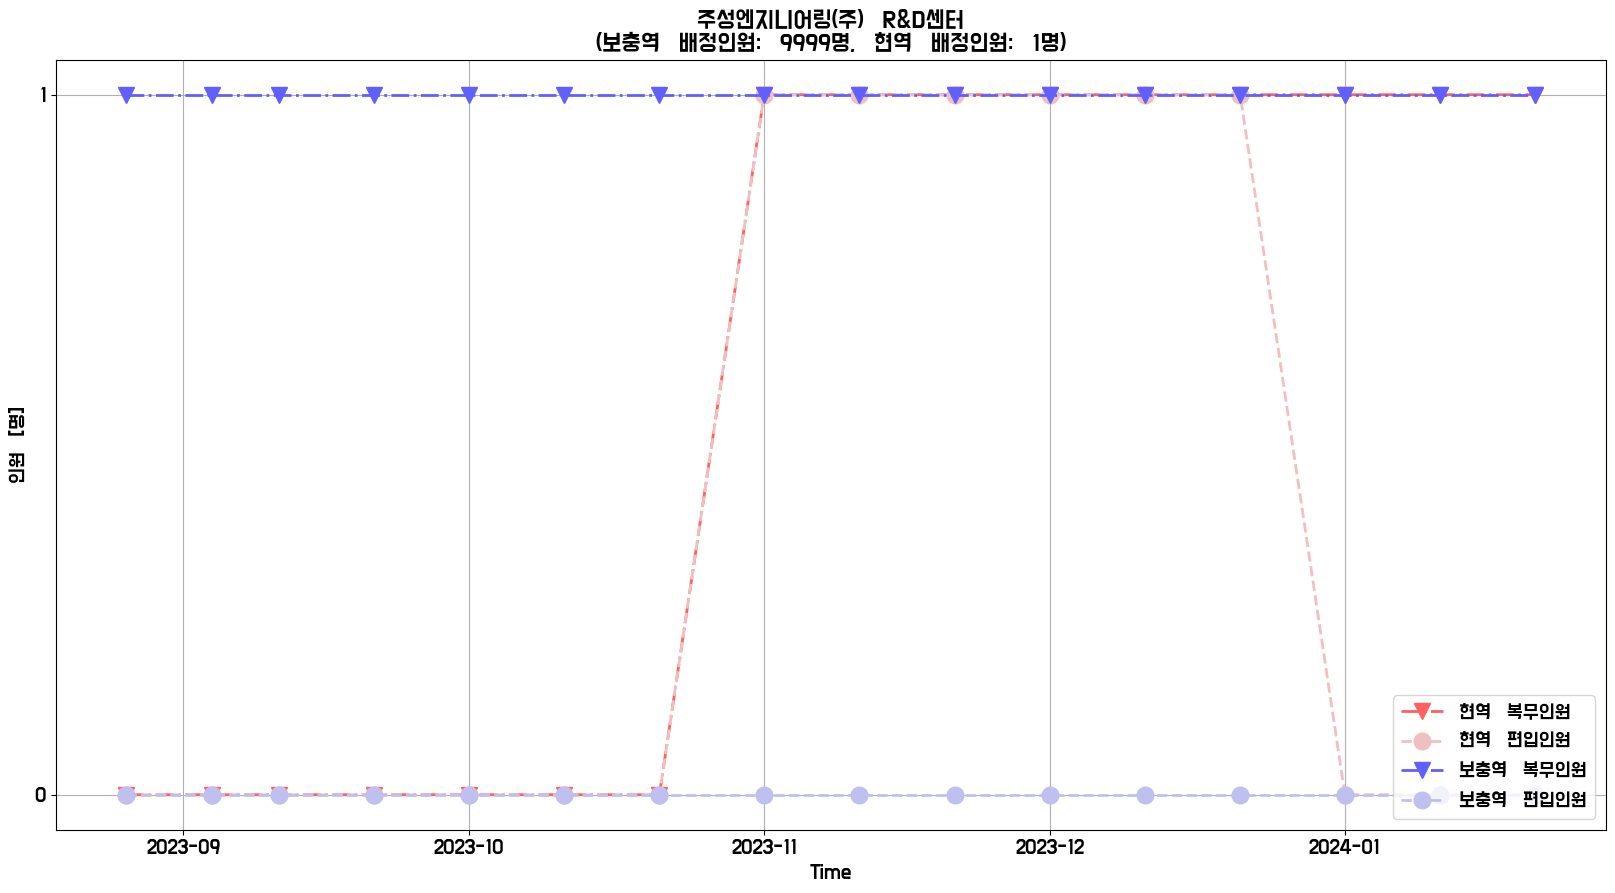 주성엔지니어링(주) R&D센터
(보충역 배정인원: 9999명, 현역 배정인원: 1명)
1
0
인원 [명]
2023-09
2023-10
2023-11
2023-12
2024-01
Time
현역 복무인원
현역 편입인원
보충역 복무인원
보충역 편입인원